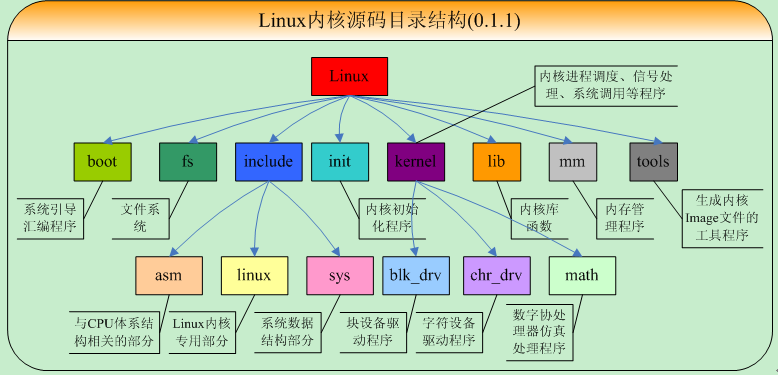 Linux内核源码目录结构(0.1.1)
Linux
内核进程调度、信号处
理、系统调用等程序
boot
fs
include
init
kernel
lib
mm
tools
系统引导
汇编程序
文件系
统
内核初始
化程序
内核库
函数
内存管
理程序
生成内核
Image文件的
工具程序
asm
linux
sys
blk_drv
chr_drv
math
与CPU体系结
构相关的部分
Linux内核
专用部分
系统数据
结构部分
块设备驱
动程序
字符设备
驱动程序
数字协处
理器仿真
处理程序